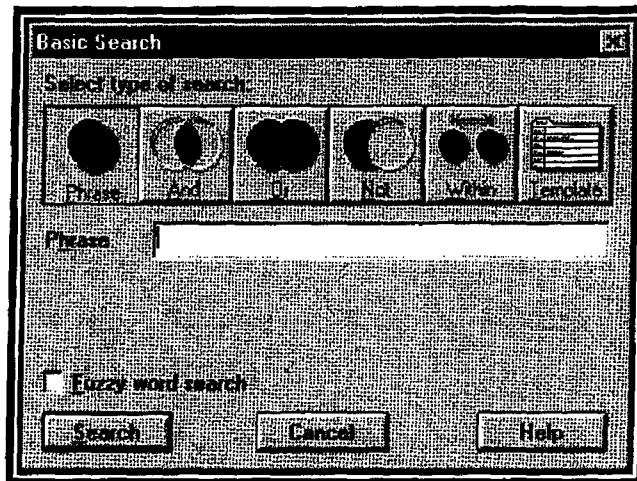 Basic Search
Select type of search:
Phrase And Or Not Within Template
Phrase
Fuzzy word search
Search Cancel Help